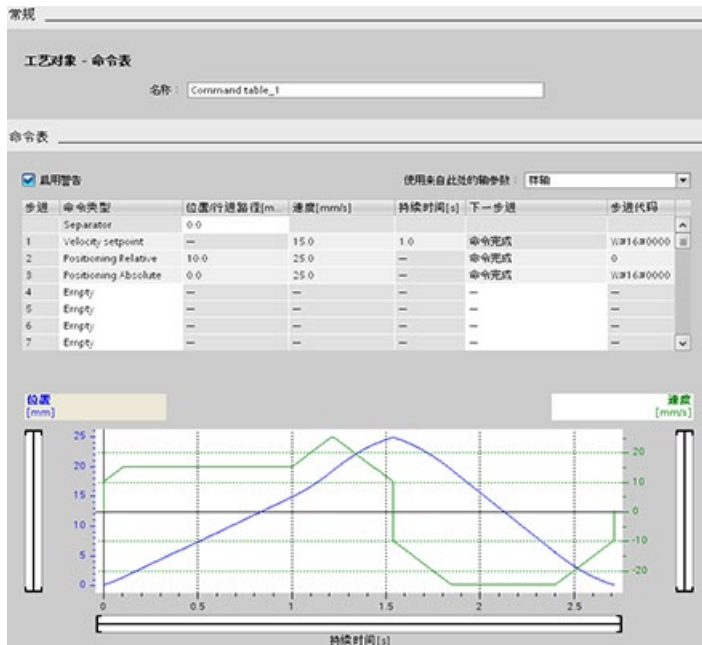 常规
工艺对象 - 命令表
名称： Command table_1
命令表
启用警告 使用来自此处的轴参数： 样轴
步进 命令类型 位置/行进路径[m... 速度[mm/s] 持续时间[s] 下一步进 步进代码
Separator 0.0
1 Velocity setpoint — 15.0 1.0 命令完成 W#16#0000
2 Positioning Relative 10.0 25.0 — 命令完成 0
3 Positioning Absolute 0.0 25.0 — 命令完成 W#16#0000
4 Empty — — — — —
5 Empty — — — — —
6 Empty — — — — —
7 Empty — — — — —
位置 速度
[mm] [mm/s]
25
20 20
15 10
10 0
5 -10
0 -20
0 0.5 1 1.5 2 2.5
持续时间[s]